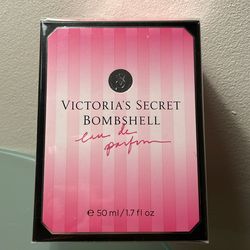 VICTORIA'S SECRET
BOMBSHELL
eau de
parfum
℮ 50 ml / 1.7 fl oz